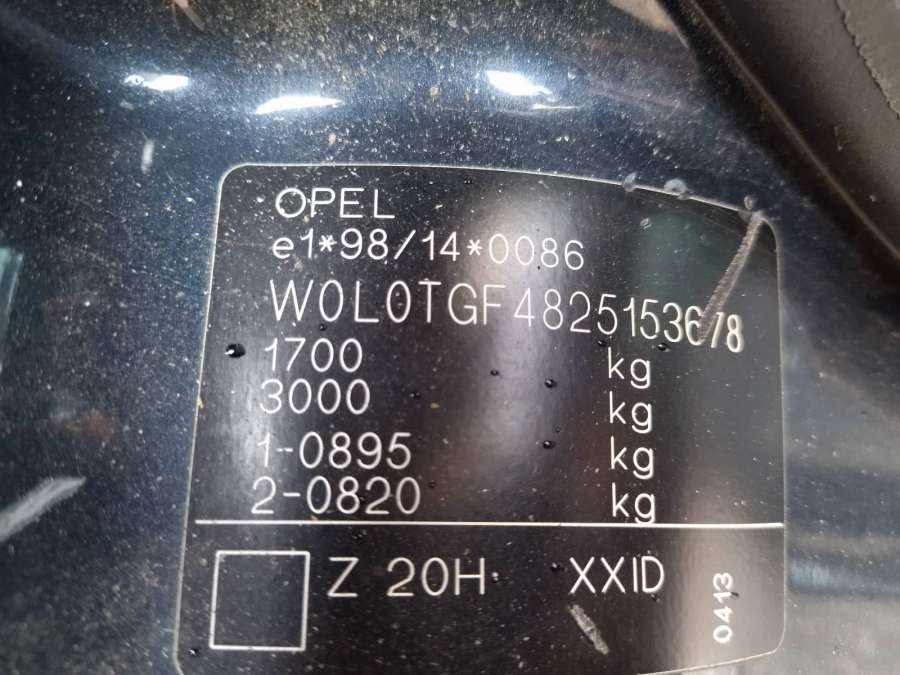 OPEL
e1*98/14*0086
W0L0TGF4825153678
1700 kg
3000 kg
1-0895 kg
2-0820 kg
Z 20H XXID
0413